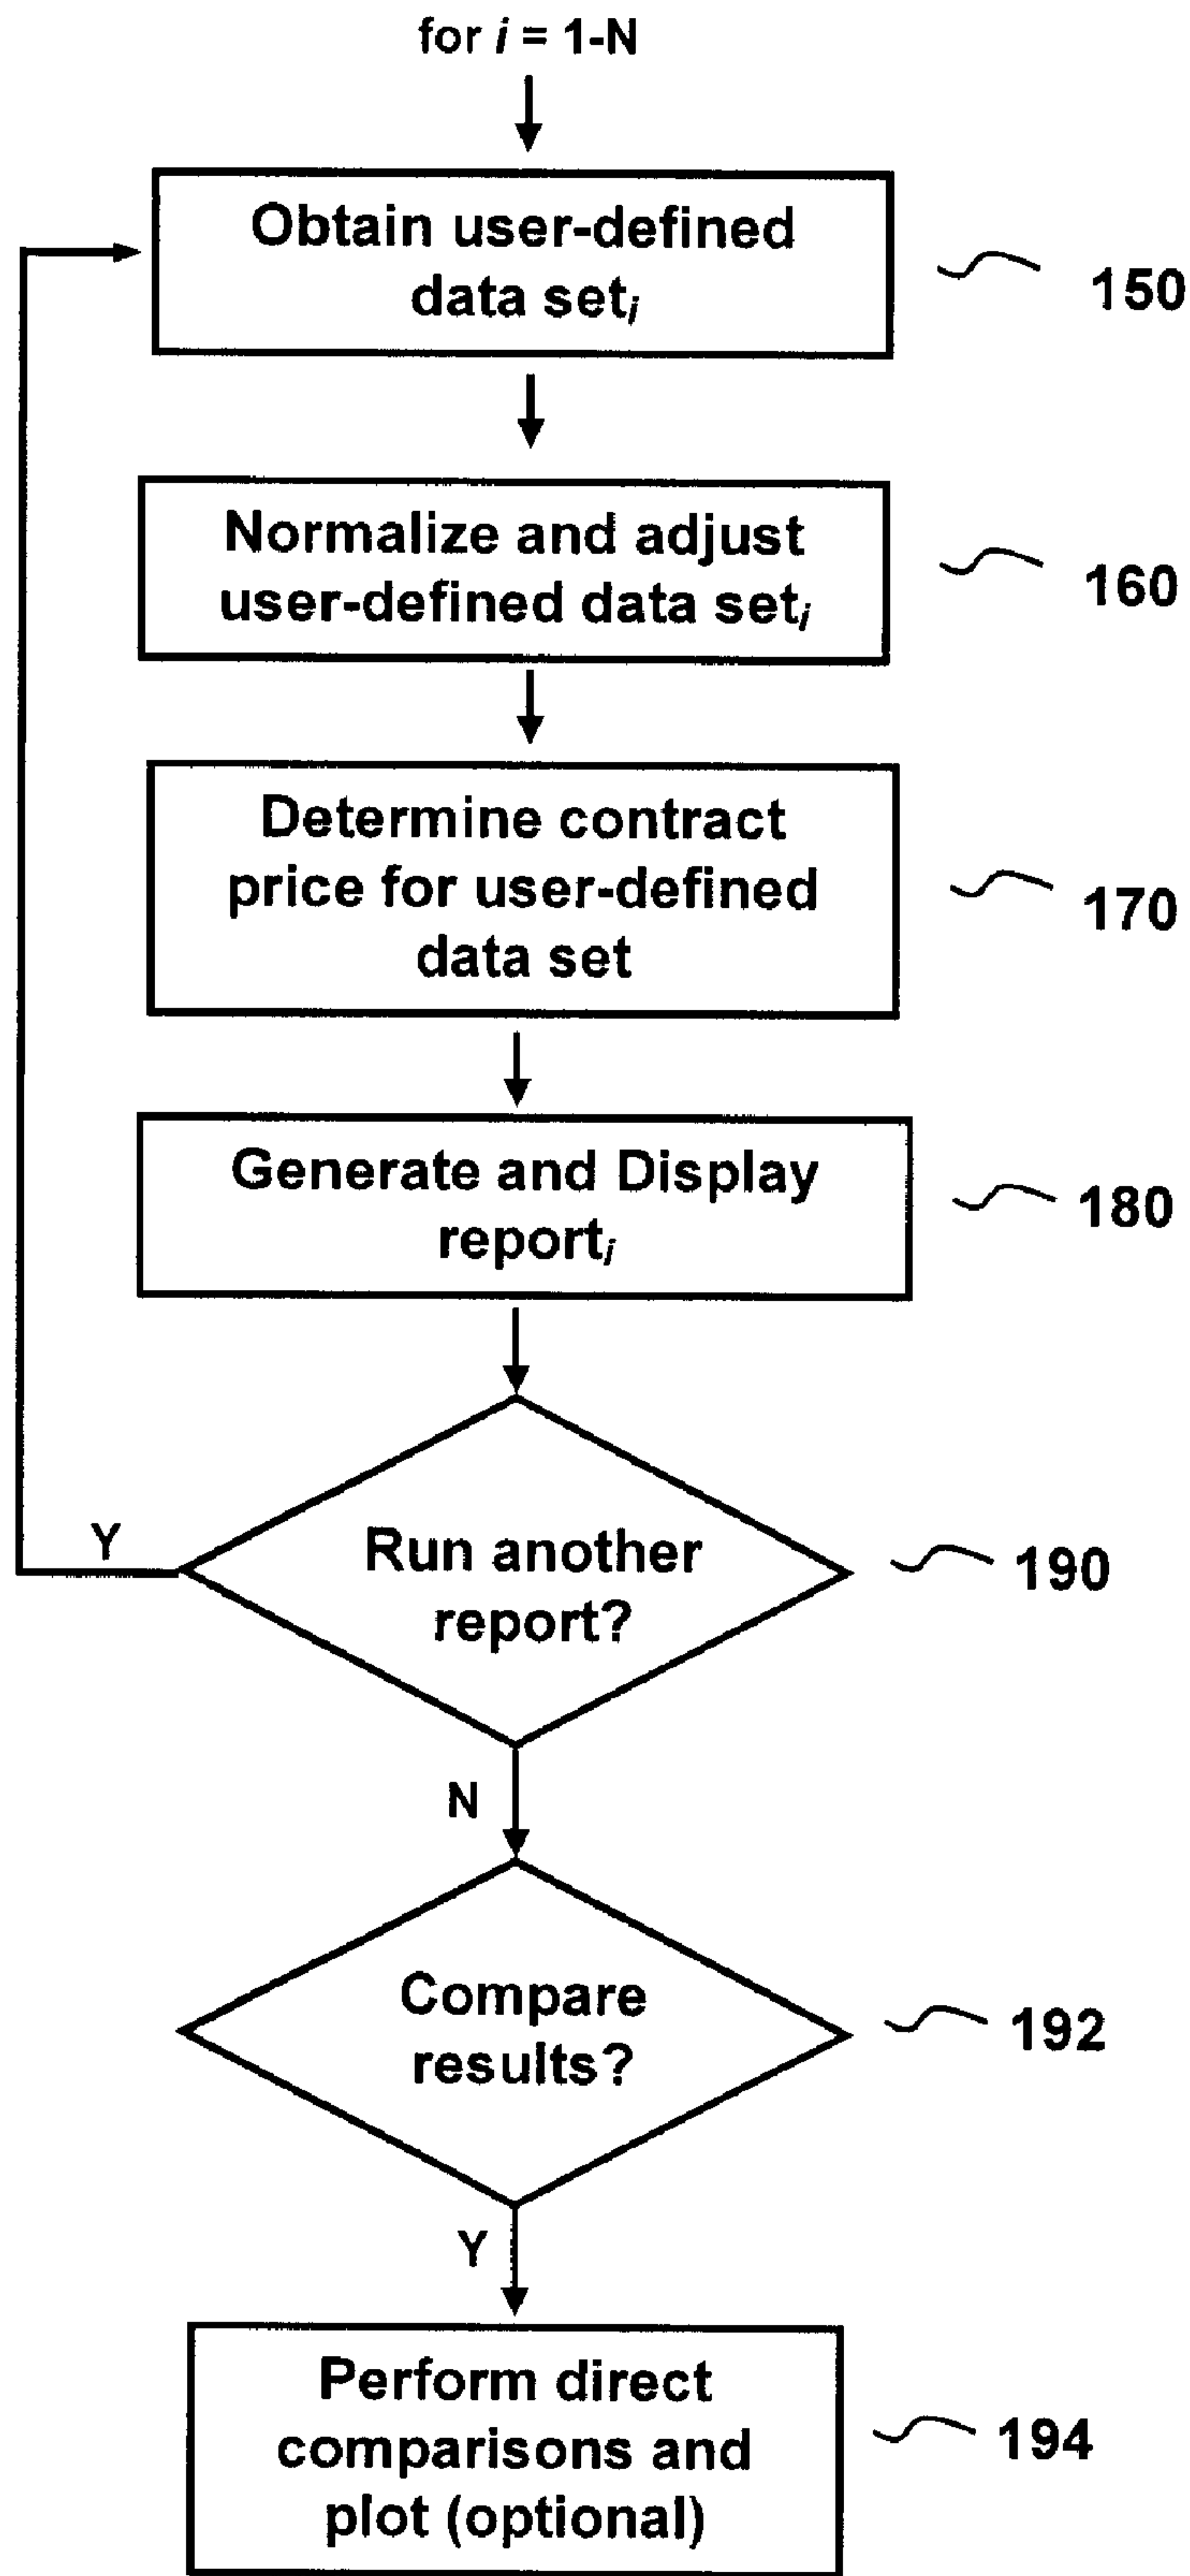 for i = 1-N
Obtain user-defined
data seti
150
Normalize and adjust
user-defined data seti
160
Determine contract
price for user-defined
data set
170
Generate and Display
reporti
180
Y
Run another
report?
190
N
Compare
results?
192
Y
Perform direct
comparisons and
plot (optional)
194